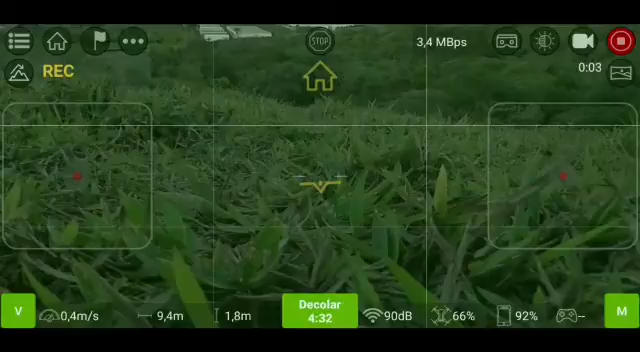 STOP
3,4 MBps
REC
0:03
V
0,4m/s
9,4m
1,8m
Decolar
4:32
90dB
66%
92%
--
M